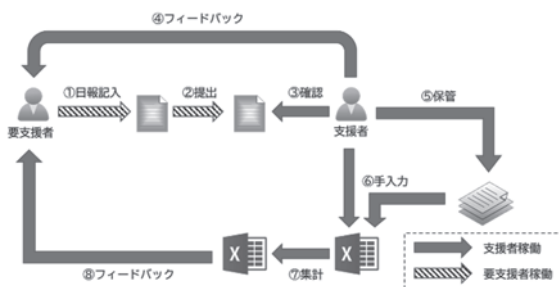 ④フィードバック
①日報記入
②提出
③確認
⑤保管
要支援者
支援者
⑥手入力
X
X
⑦集計
⑧フィードバック
支援者稼働
要支援者稼働